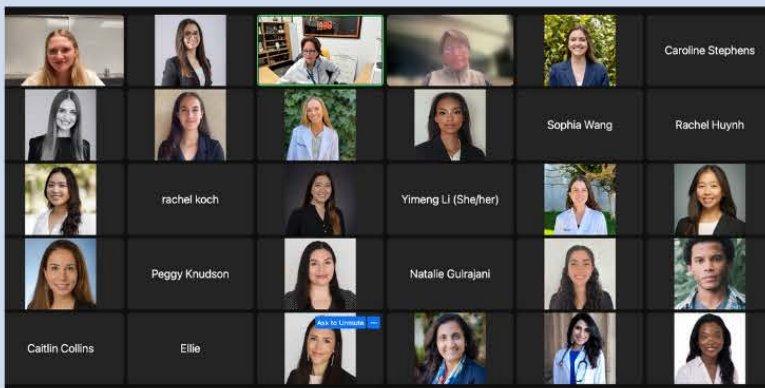 Caroline Stephens
Sophia Wang
Rachel Huynh
rachel koch
Yimeng Li (She/her)
Peggy Knudson
Natalie Gulrajani
Caitlin Collins
Ellie
Ask to Unmute ...